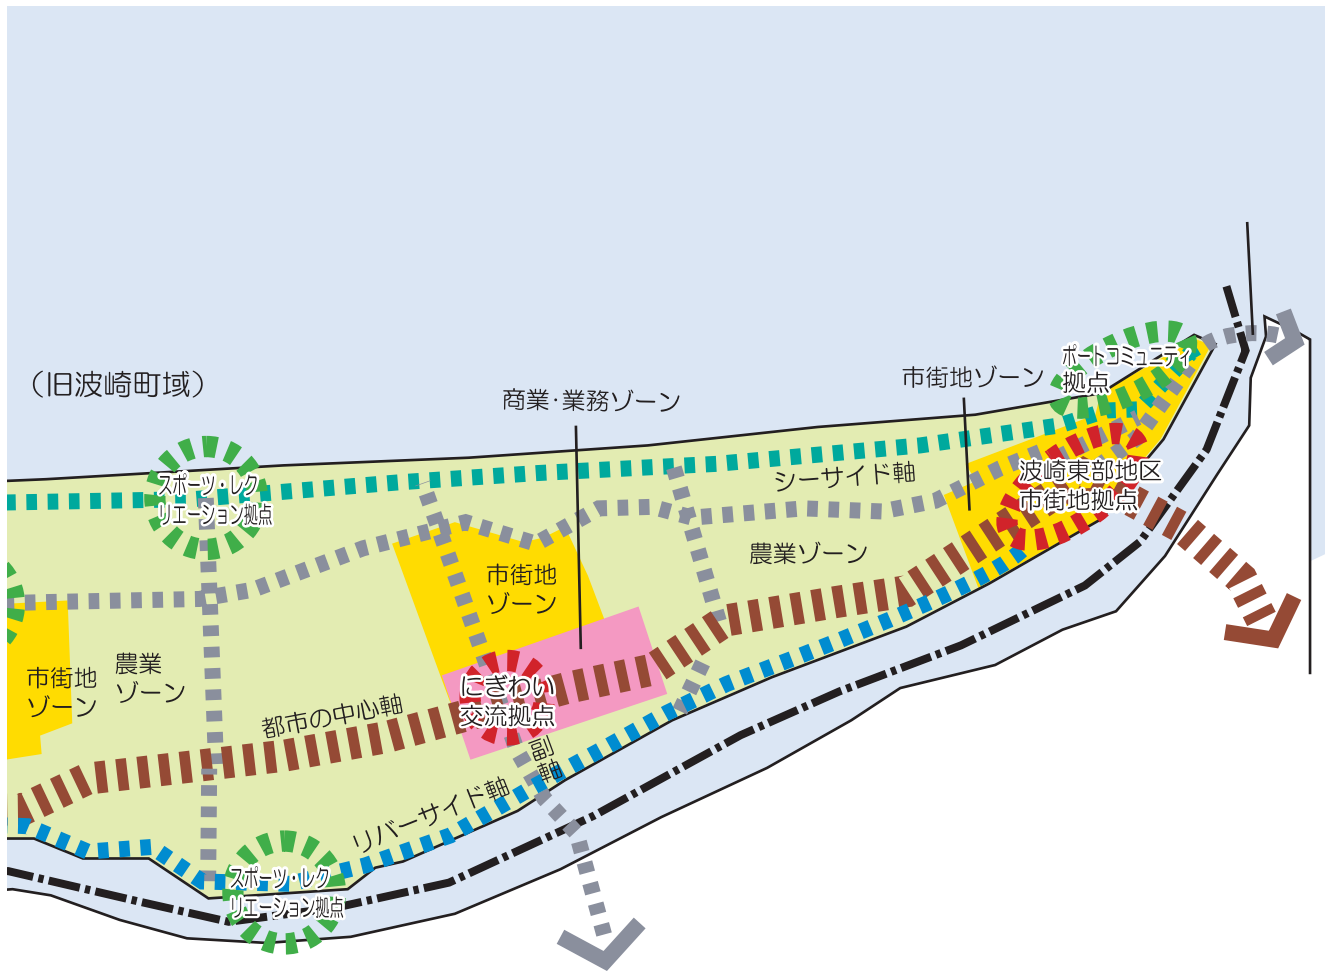 （旧波崎町域）
商業・業務ゾーン
市街地ゾーン
ポートコミュニティ
拠点
スポーツ・レク
リエーション拠点
シーサイド軸
波崎東部地区
市街地拠点
農業ゾーン
市街地
ゾーン
市街地
ゾーン
農業
ゾーン
にぎわい
交流拠点
都市の中心軸
副
軸
リバーサイド軸
スポーツ・レク
リエーション拠点